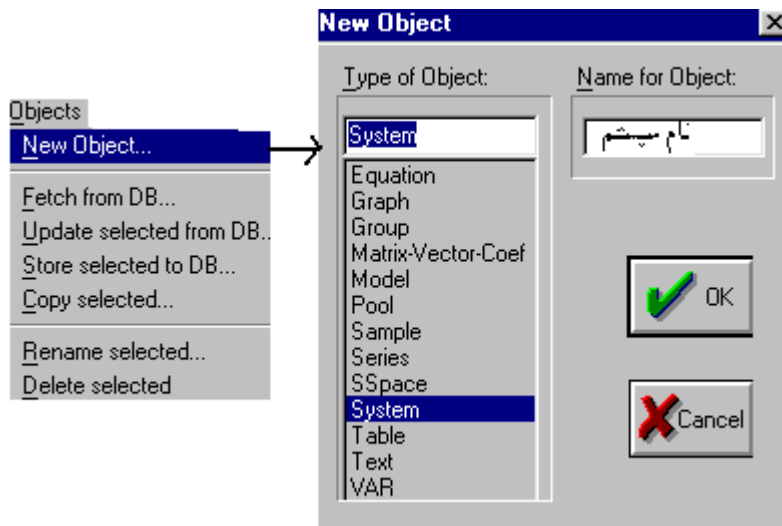 Objects
New Object...
Fetch from DB...
Update selected from DB..
Store selected to DB...
Copy selected...
Rename selected...
Delete selected
New Object
Type of Object:
System
Equation
Graph
Group
Matrix-Vector-Coef
Model
Pool
Sample
Series
SSpace
System
Table
Text
VAR
Name for Object:
نام
OK
Cancel